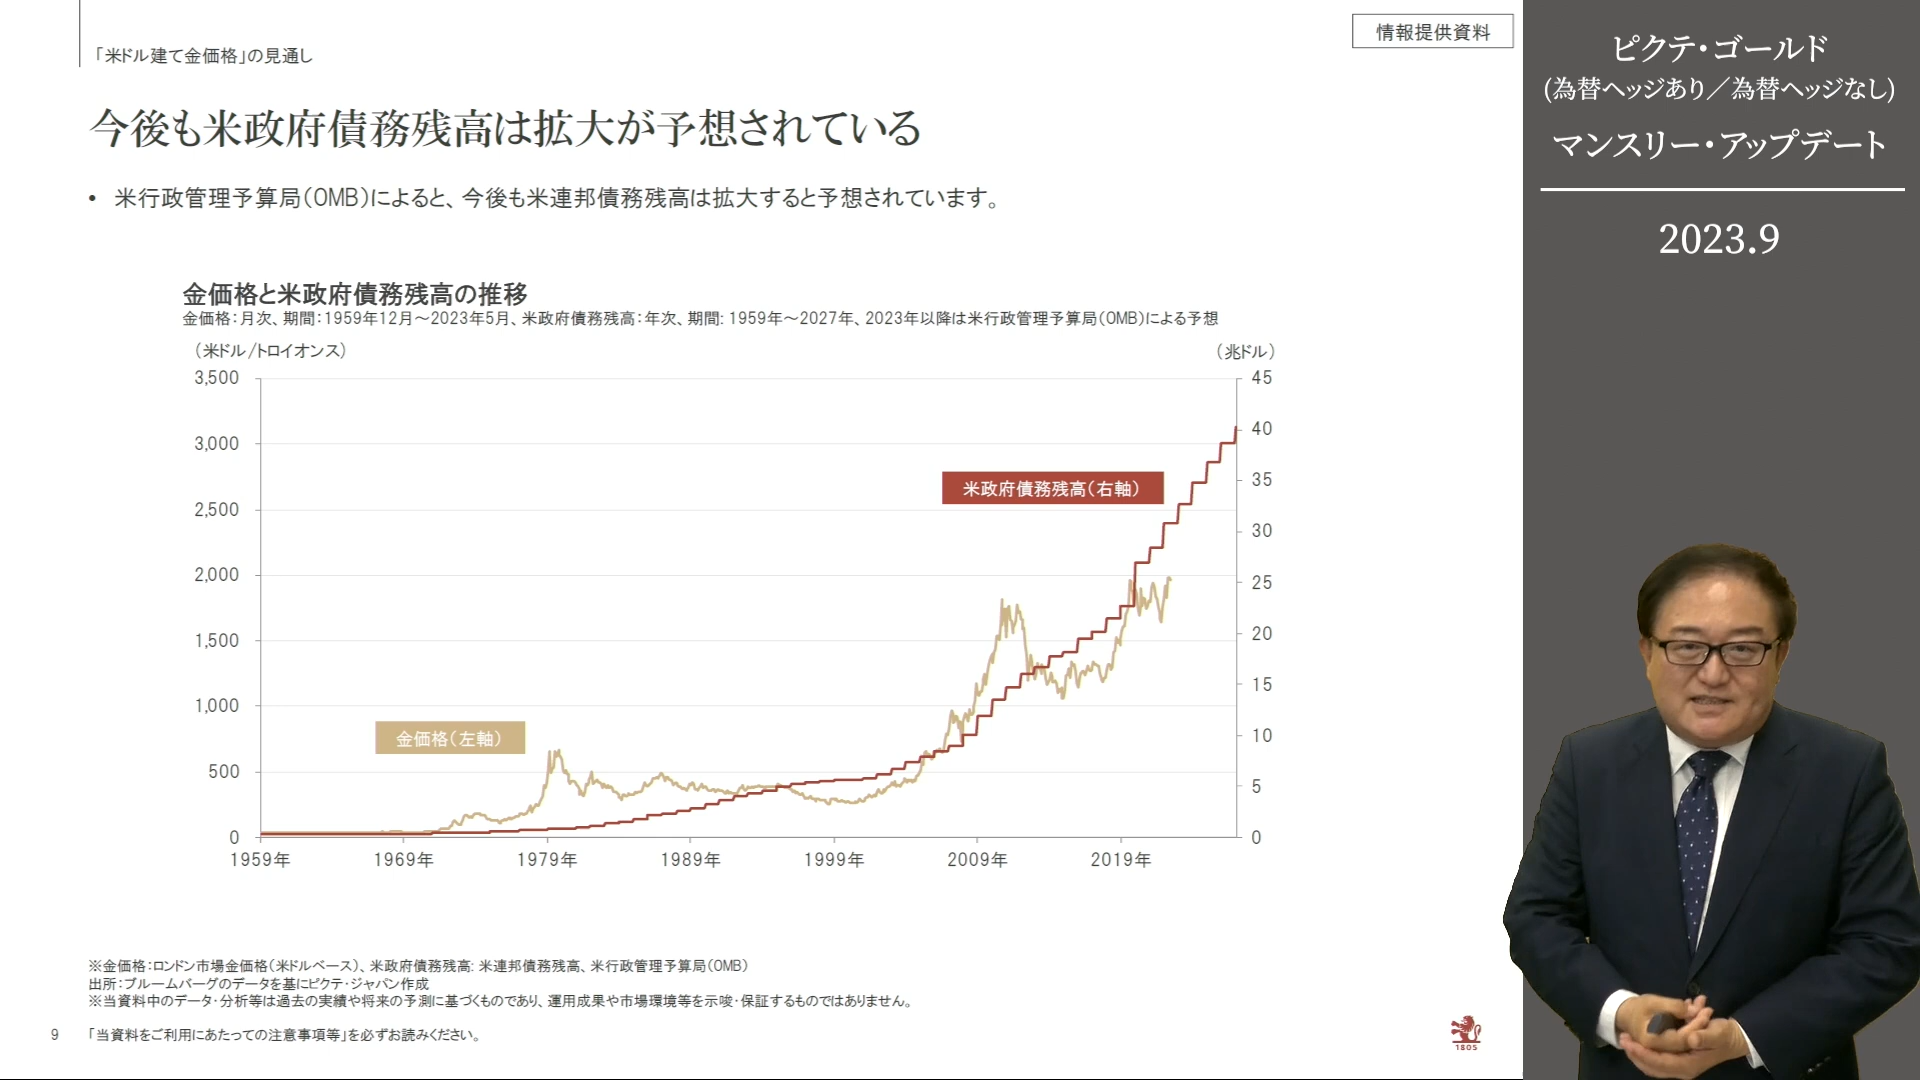 「米ドル建て金価格」の見通し
情報提供資料
今後も米政府債務残高は拡大が予想されている
• 米行政管理予算局(OMB)によると、今後も米連邦債務残高は拡大すると予想されています。
金価格と米政府債務残高の推移
金価格：月次、期間：1959年12月～2023年5月、米政府債務残高：年次、期間: 1959年～2027年、2023年以降は米行政管理予算局(OMB)による予想
(米ドル/トロイオンス)
(兆ドル)
3,500
3,000
2,500
2,000
1,500
1,000
500
0
45
40
35
30
25
20
15
10
5
0
米政府債務残高(右軸)
金価格(左軸)
1959年 1969年 1979年 1989年 1999年 2009年 2019年
※金価格：ロンドン市場金価格(米ドルベース)、米政府債務残高: 米連邦債務残高、米行政管理予算局(OMB)
出所：ブルームバーグのデータを基にピクテ・ジャパン作成
※当資料中のデータ・分析等は過去の実績や将来の予測に基づくものであり、運用成果や市場環境等を示唆・保証するものではありません。
9 「当資料をご利用にあたっての注意事項等」を必ずお読みください。
1805
ピクテ・ゴールド
(為替ヘッジあり／為替ヘッジなし)
マンスリー・アップデート
2023.9